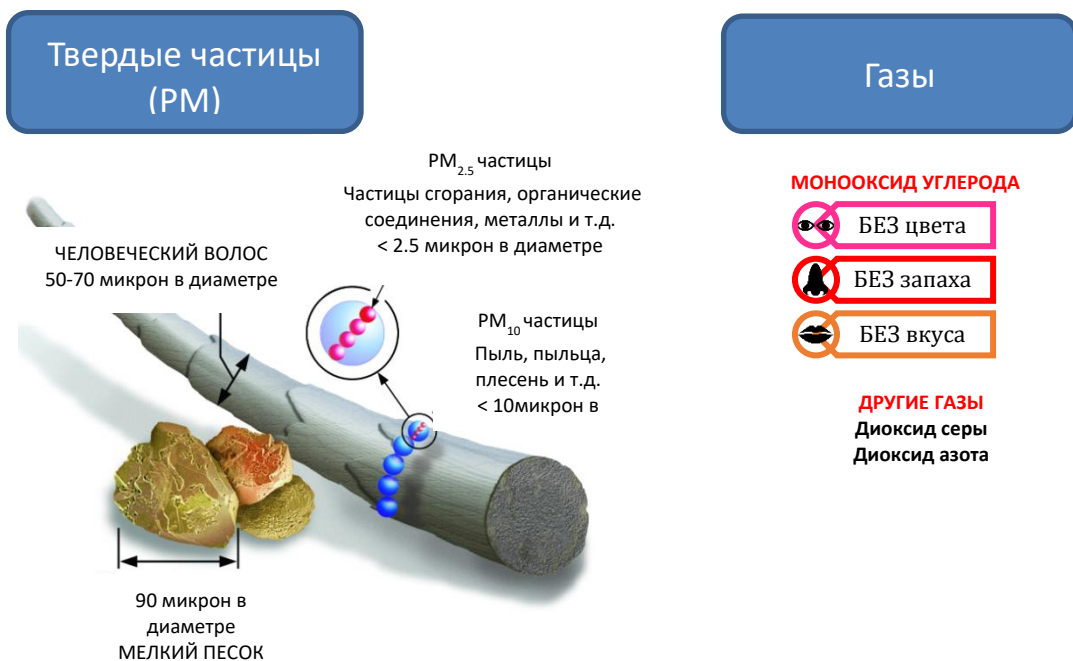 Твердые частицы
(PM)
Газы
PM2.5 частицы
Частицы сгорания, органические
соединения, металлы и т.д.
< 2.5 микрон в диаметре
ЧЕЛОВЕЧЕСКИЙ ВОЛОС
50-70 микрон в диаметре
PM10 частицы
Пыль, пыльца,
плесень и т.д.
< 10микрон в
90 микрон в
диаметре
МЕЛКИЙ ПЕСОК
МОНООКСИД УГЛЕРОДА
БЕЗ цвета
БЕЗ запаха
БЕЗ вкуса
ДРУГИЕ ГАЗЫ
Диоксид серы
Диоксид азота